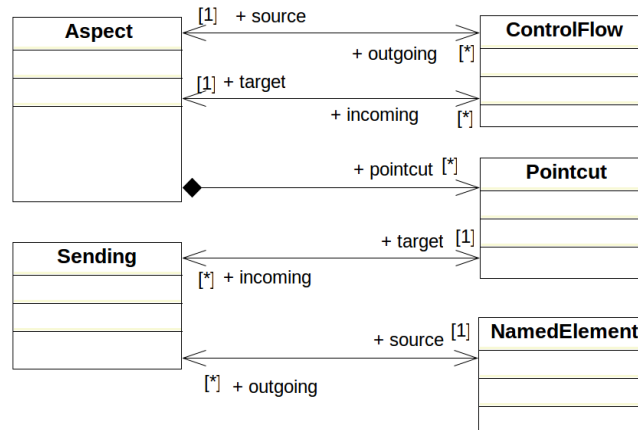 Aspect
[1] + source
+ outgoing [*]
ControlFlow
[1] + target
+ incoming [*]
+ pointcut [*]
Pointcut
Sending
+ target [1]
[*] + incoming
+ source [1]
NamedElement
[*] + outgoing